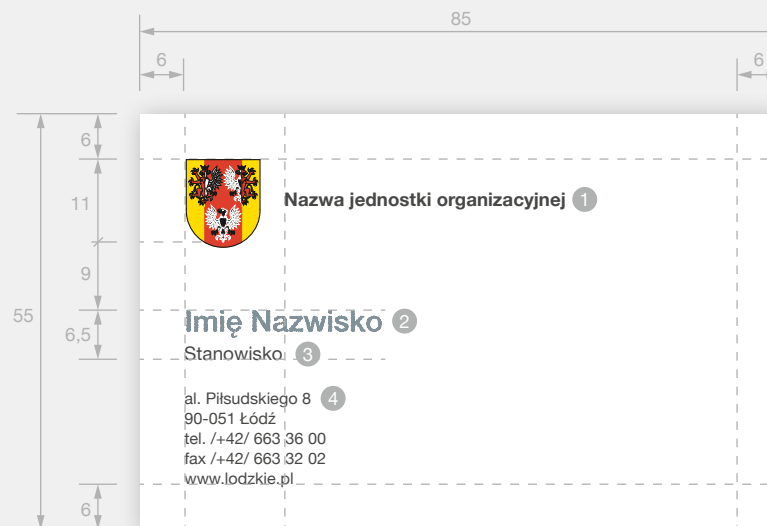 85
6
6
6
11
Nazwa jednostki organizacyjnej 1
9
55
6,5
Imię Nazwisko 2
Stanowisko 3
al. Piłsudskiego 8 4
90-051 Łódź
tel. /+42/ 663 36 00
fax /+42/ 663 32 02
www.lodzkie.pl
6